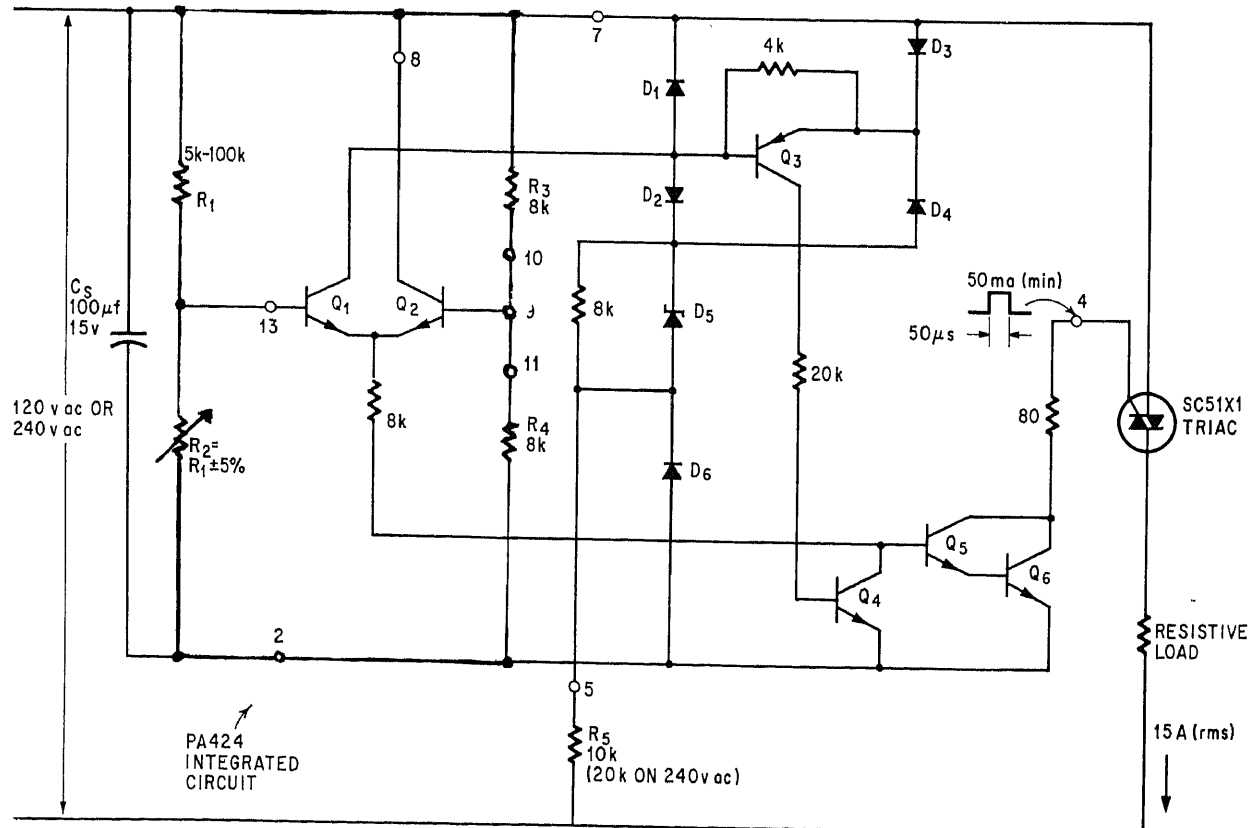 7
8
D1
4k
D3
5k-100k
R1
R3
8k
Q3
D2
D4
10
Cs
100μf
15v
13
Q1
Q2
9
8k
D5
50ma (min)
4
50μs
11
120 v ac OR
240 v ac
8k
20k
80
SC51X1
TRIAC
R2=
R1±5%
R4
8k
D6
Q5
Q6
Q4
2
5
RESISTIVE
LOAD
PA424
INTEGRATED
CIRCUIT
R5
10k
(20k ON 240v ac)
15A (rms)